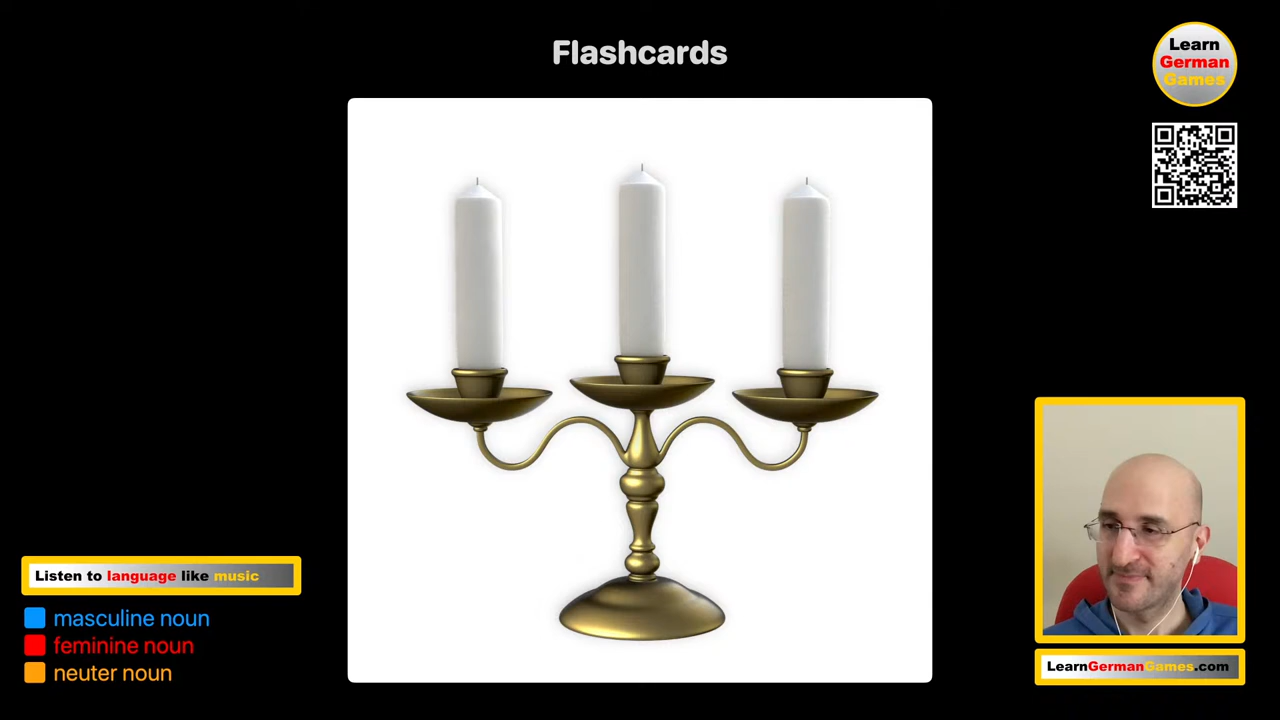 Flashcards
Learn
German
Games
Listen to language like music
masculine noun
feminine noun
neuter noun
LearnGermanGames.com